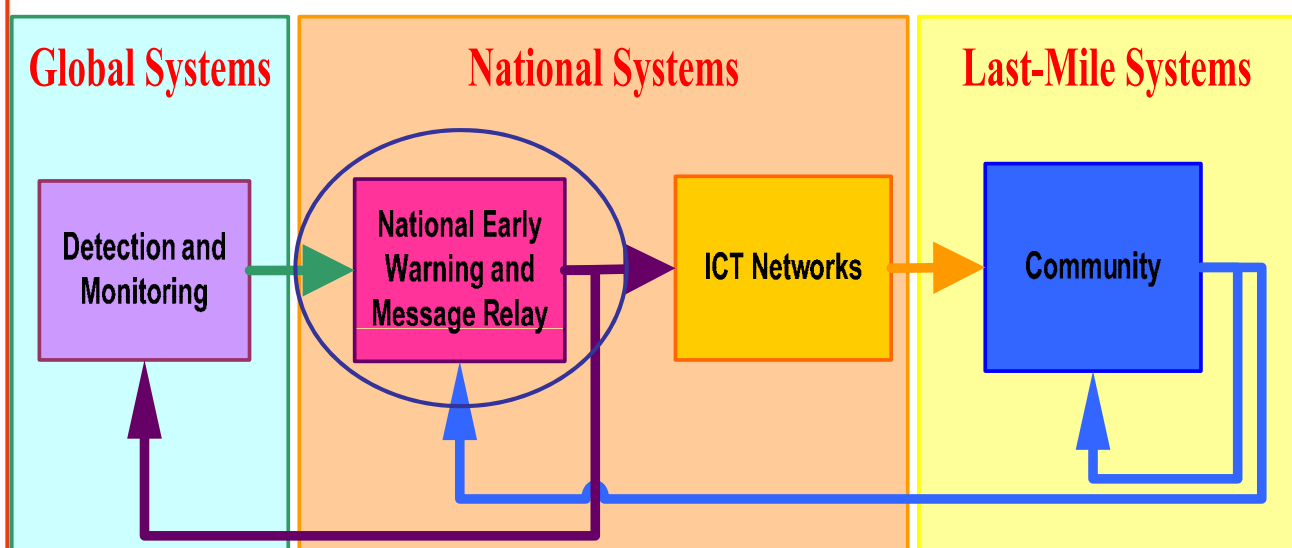 Global Systems
National Systems
Last-Mile Systems
Detection and
Monitoring
National Early
Warning and
Message Relay
ICT Networks
Community